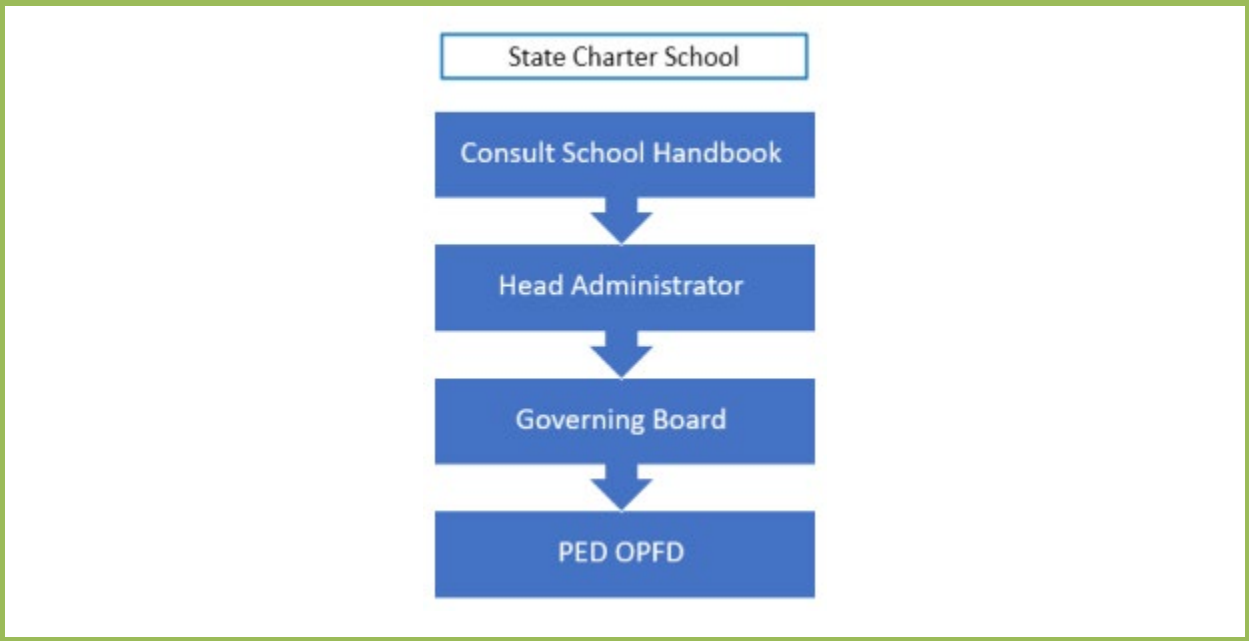 State Charter School
Consult School Handbook
Head Administrator
Governing Board
PED OPFD